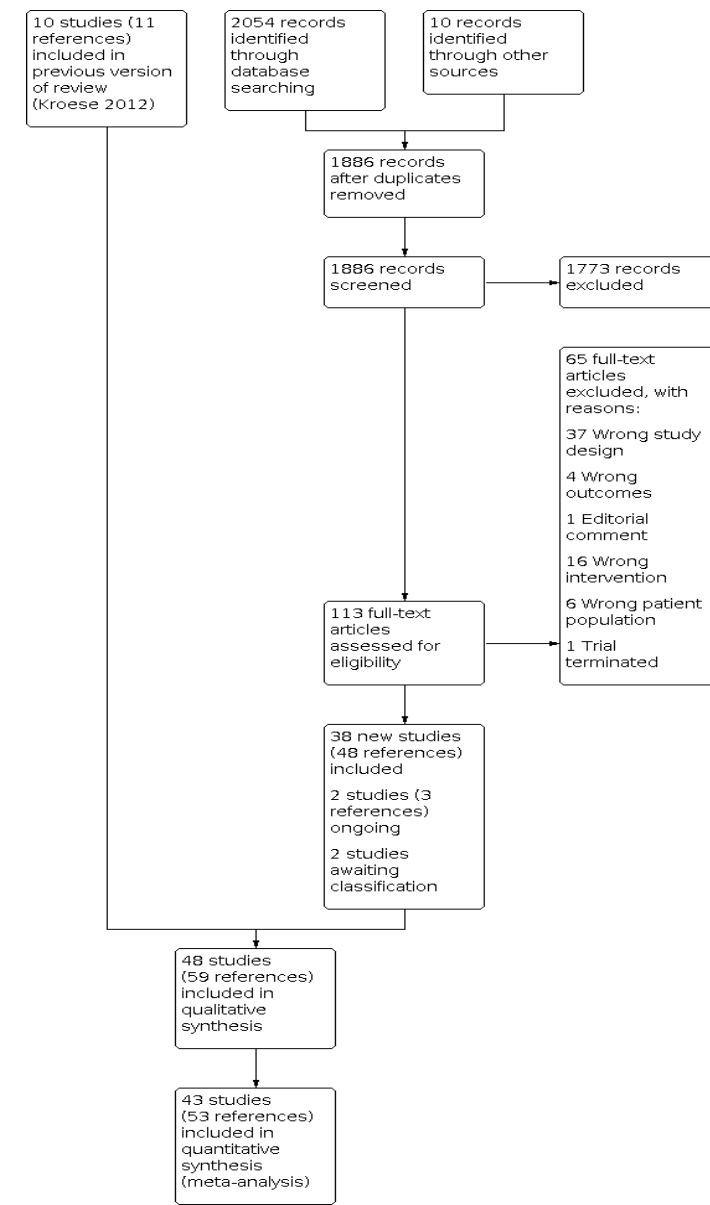 10 studies (11
references)
included in
previous version
of review
(Kroese 2012)
2054 records
identified
through
database
searching
10 records
identified
through other
sources
1886 records
after duplicates
removed
1886 records
screened
1773 records
excluded
65 full-text
articles
excluded, with
reasons:
37 Wrong study
design
4 Wrong
outcomes
1 Editorial
comment
16 Wrong
intervention
6 Wrong patient
population
1 Trial
terminated
113 full-text
articles
assessed for
eligibility
38 new studies
(48 references)
included
2 studies (3
references)
ongoing
2 studies
awaiting
classification
48 studies
(59 references)
included in
qualitative
synthesis
43 studies
(53 references)
included in
quantitative
synthesis
(meta-analysis)